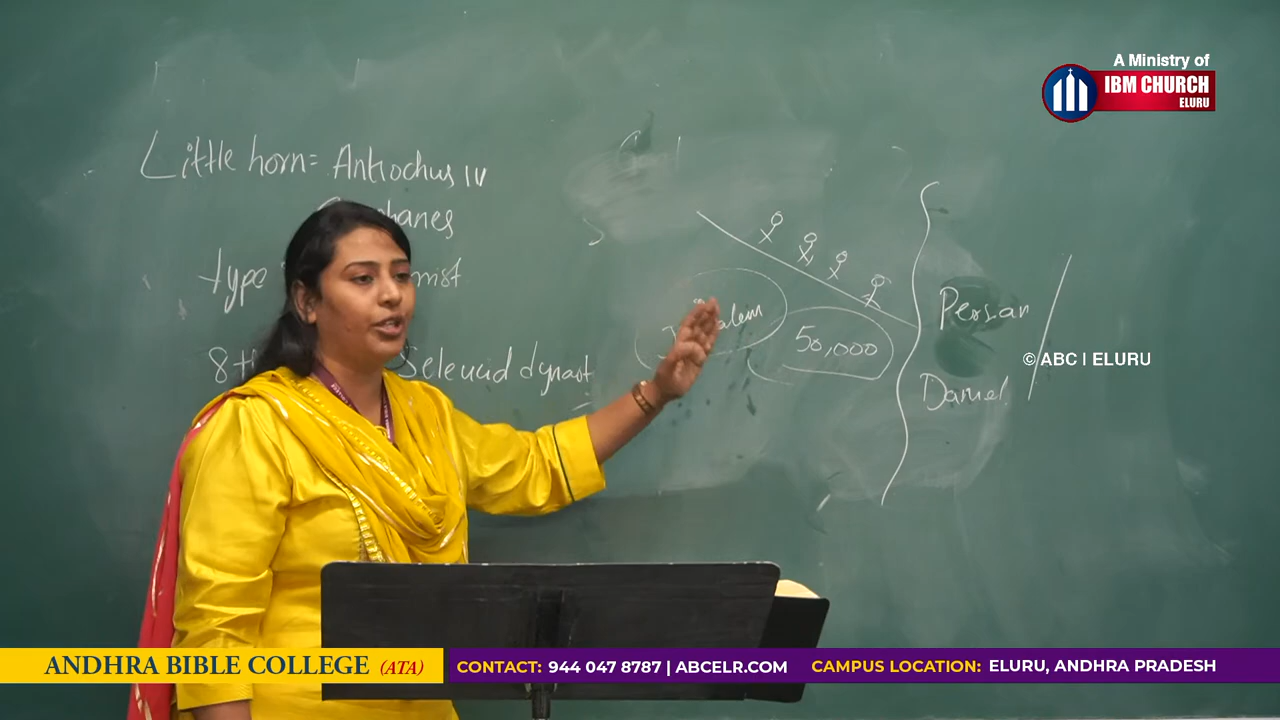 A Ministry of
IBM CHURCH
ELURU
Little horn = Antiochus IV
type
8th Seleucid dynast
50,000
Persian
Daniel
© ABC | ELURU
ANDHRA BIBLE COLLEGE (ATA)
CONTACT: 944 047 8787 | ABCELR.COM
CAMPUS LOCATION: ELURU, ANDHRA PRADESH